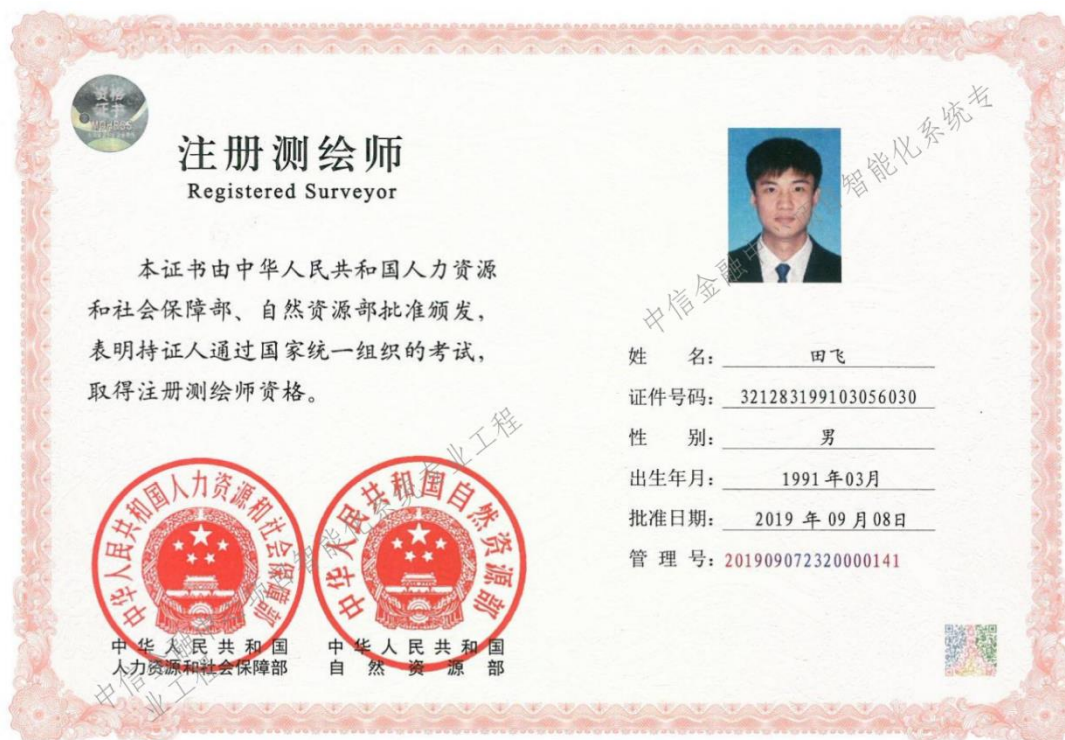 资格
证书
注册测绘师
Registered Surveyor
本证书由中华人民共和国人力资源
和社会保障部、自然资源部批准颁发，
表明持证人通过国家统一组织的考试，
取得注册测绘师资格。
中华人民共和国人力资源和社会保障部
中华人民共和国自然资源部
中华人民共和国
人力资源和社会保障部
中华人民共和国
自然资源部
姓 名： 田飞
证件号码： 321283199103056030
性 别： 男
出生年月： 1991年03月
批准日期： 2019年09月08日
管 理 号：201909072320000141
智能化系统专
业工程